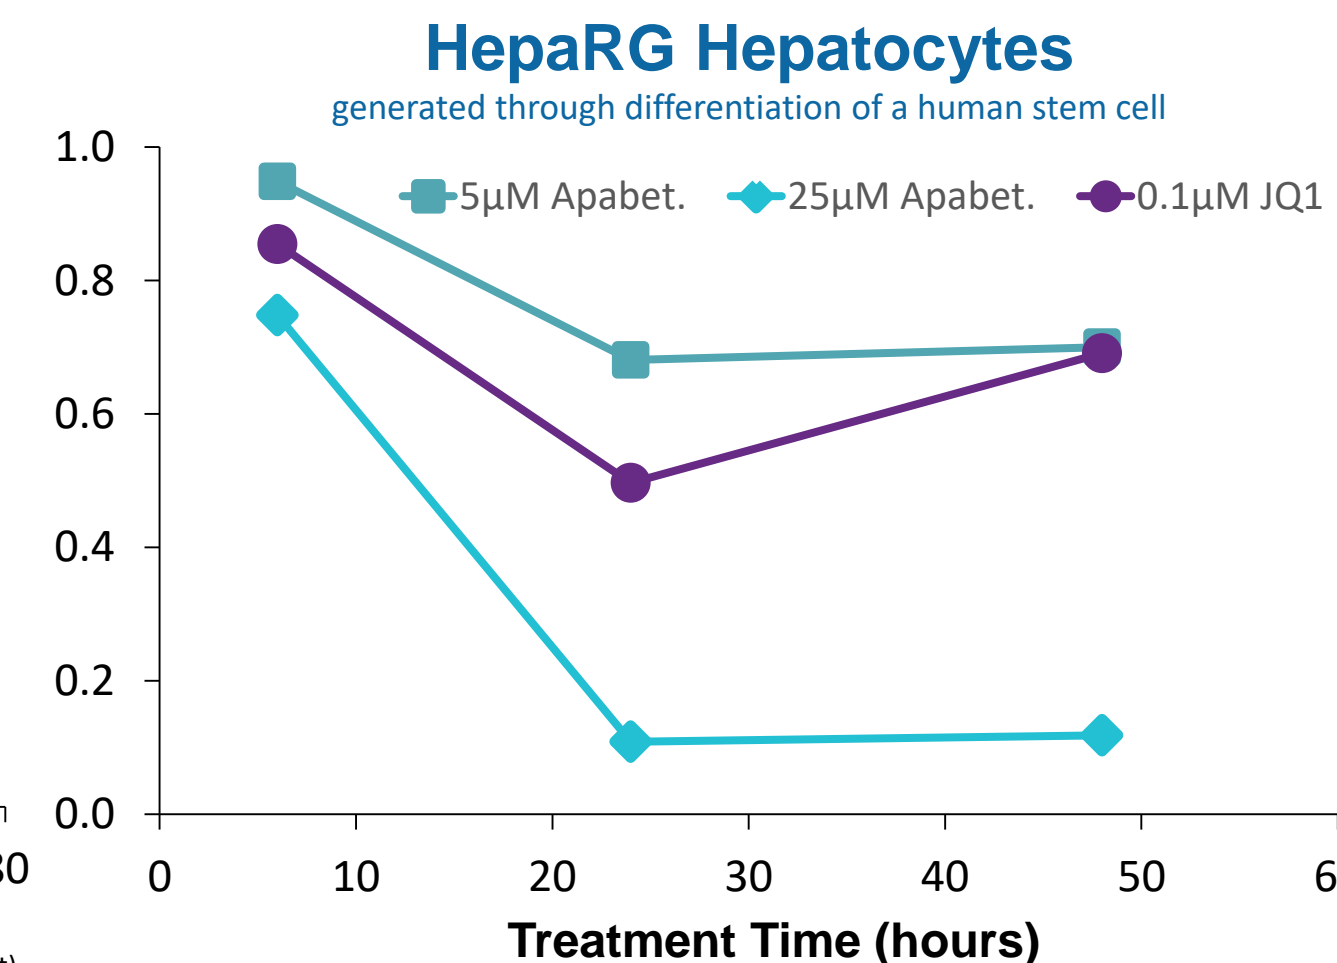 HepaRG Hepatocytes
generated through differentiation of a human stem cell
5µM Apabet. 25µM Apabet. 0.1µM JQ1
1.0
0.8
0.6
0.4
0.2
0.0
0 10 20 30 40 50
Treatment Time (hours)